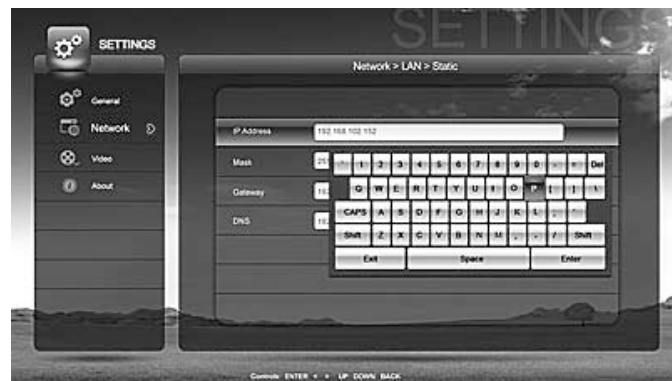 SETTINGS
SETTINGS
Network > LAN > Static
General
Network
Video
About
IP Address 192.168.102.152
Mask
Gateway
DNS
1 2 3 4 5 6 7 8 9 0 - = Del
Q W E R T Y U I O P [ ] \
CAPS A S D F G H J K L ; '
Shift Z X C V B N M , . / Shift
Exit Space Enter
Controls: ENTER < > UP DOWN BACK